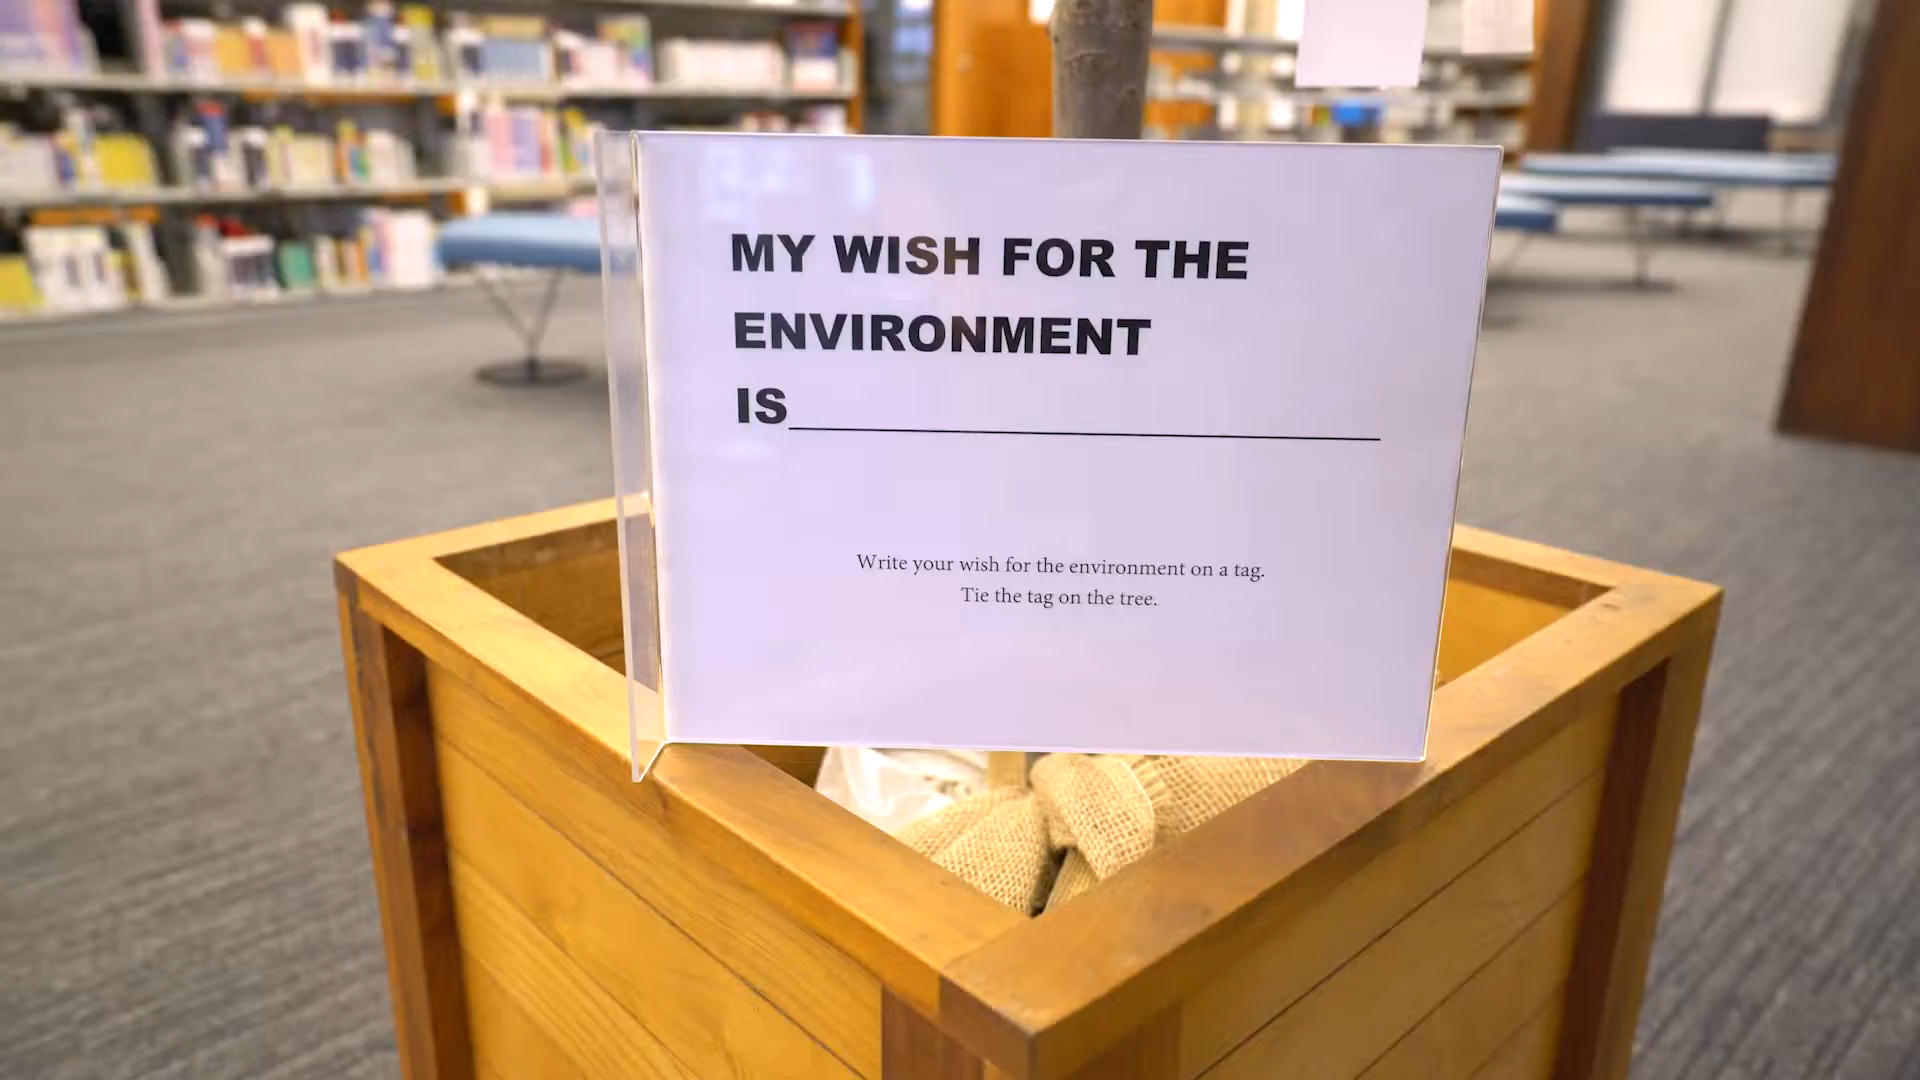 MY WISH FOR THE
ENVIRONMENT
IS_______________________
Write your wish for the environment on a tag.
Tie the tag on the tree.